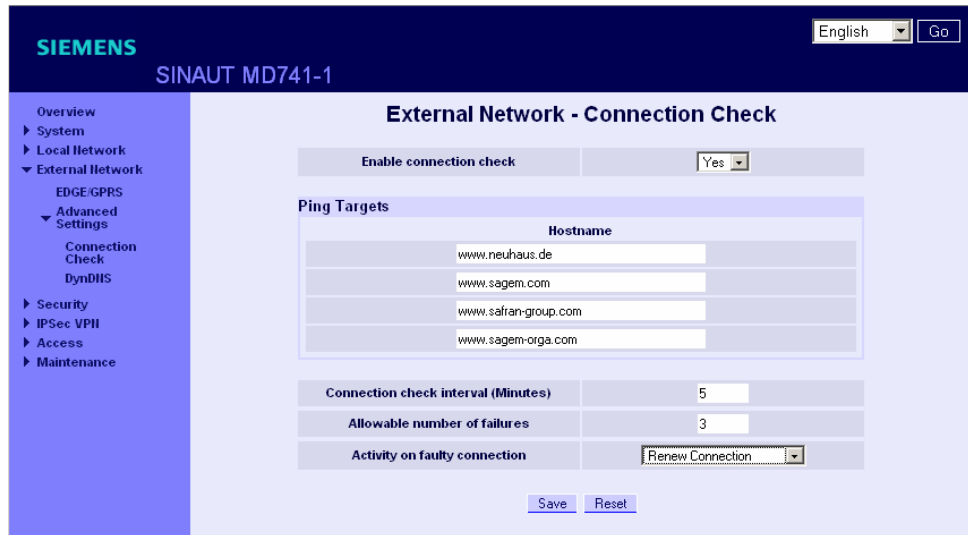 English
Go
SIEMENS
SINAUT MD741-1
Overview
System
Local Network
External Network
EDGE/GPRS
Advanced
Settings
Connection
Check
DynDNS
Security
IPSec VPN
Access
Maintenance
External Network - Connection Check
Enable connection check Yes
Ping Targets
Hostname
www.neuhaus.de
www.sagem.com
www.safran-group.com
www.sagem-orga.com
Connection check interval (Minutes) 5
Allowable number of failures 3
Activity on faulty connection Renew Connection
Save Reset